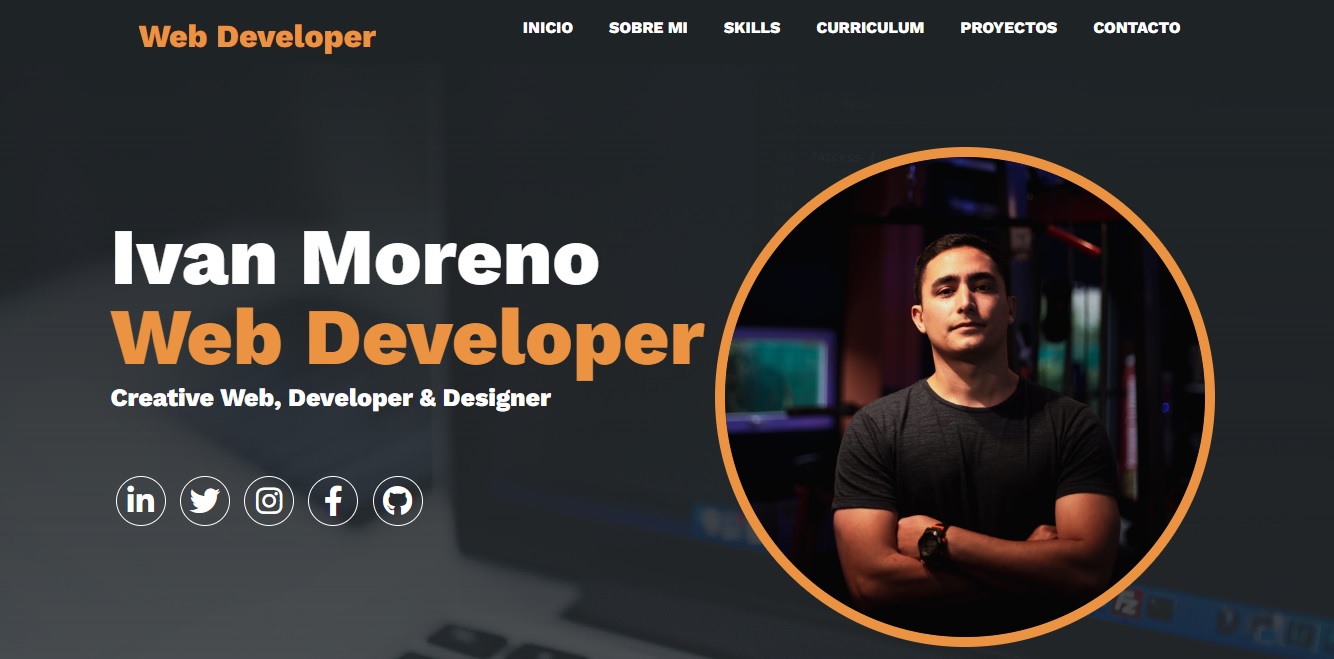 Web Developer
INICIO SOBRE MI SKILLS CURRICULUM PROYECTOS CONTACTO
Ivan Moreno
Web Developer
Creative Web, Developer & Designer